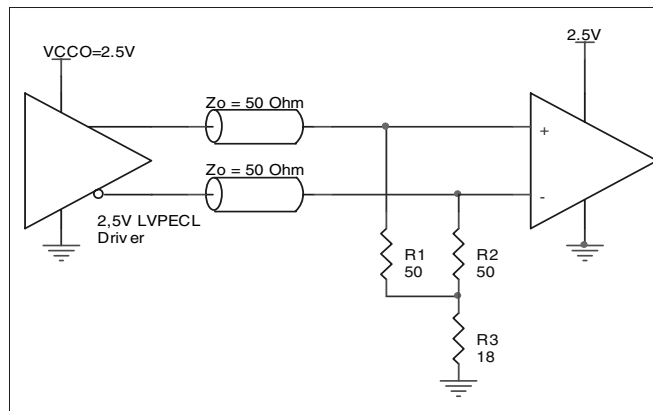 VCCO=2.5V
2.5V
Zo = 50 Ohm
+
Zo = 50 Ohm
-
2,5V LVPECL
Driver
R1
50
R2
50
R3
18